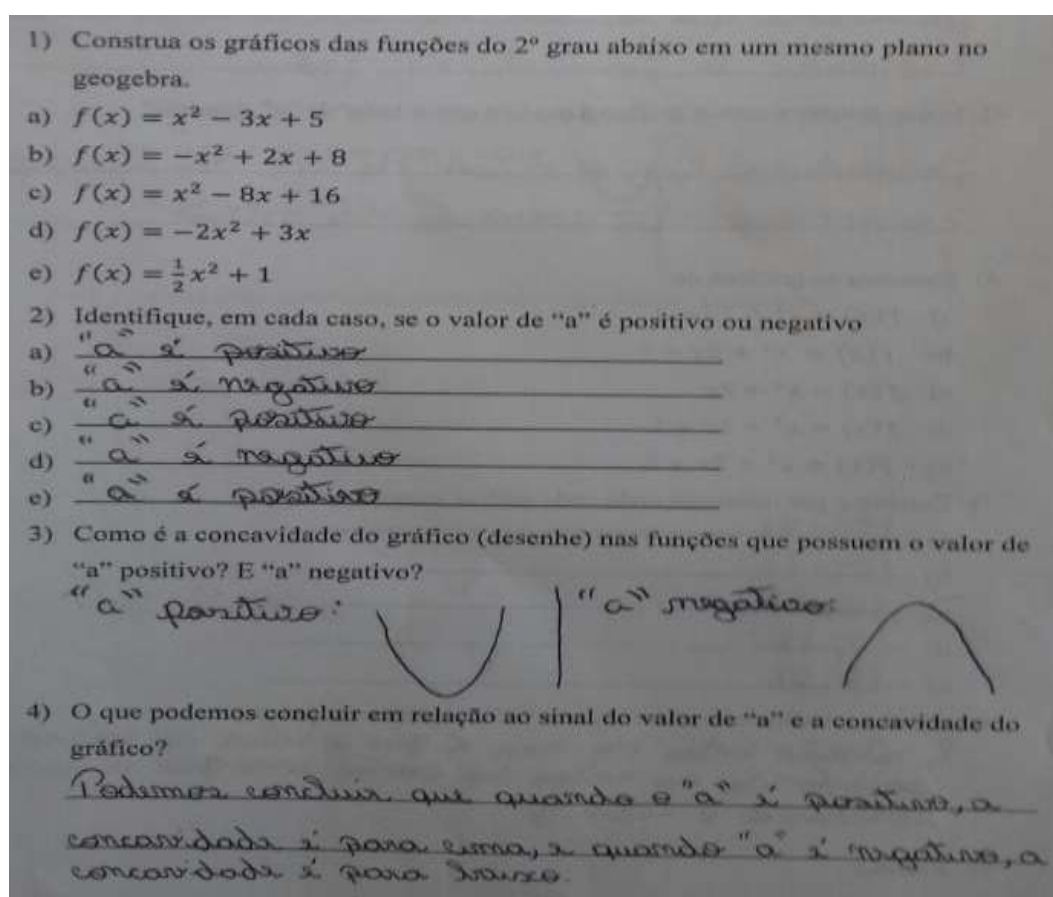 1) Construa os gráficos das funções do 2º grau abaixo em um mesmo plano no
geogebra.
a) f(x) = x² − 3x + 5
b) f(x) = −x² + 2x + 8
c) f(x) = x² − 8x + 16
d) f(x) = −2x² + 3x
e) f(x) = 1/2 x² + 1
2) Identifique, em cada caso, se o valor de “a” é positivo ou negativo
a) "a" é positivo
b) "a" é negativo
c) "a" é positivo
d) "a" é negativo
e) "a" é positivo
3) Como é a concavidade do gráfico (desenhe) nas funções que possuem o valor de
“a” positivo? E “a” negativo?
"a" positivo: "a" negativo:
4) O que podemos concluir em relação ao sinal do valor de “a” e a concavidade do
gráfico?
Podemos concluir que quando o "a" é positivo, a
concavidade é para cima, e quando "a" é negativo, a
concavidade é para baixo.